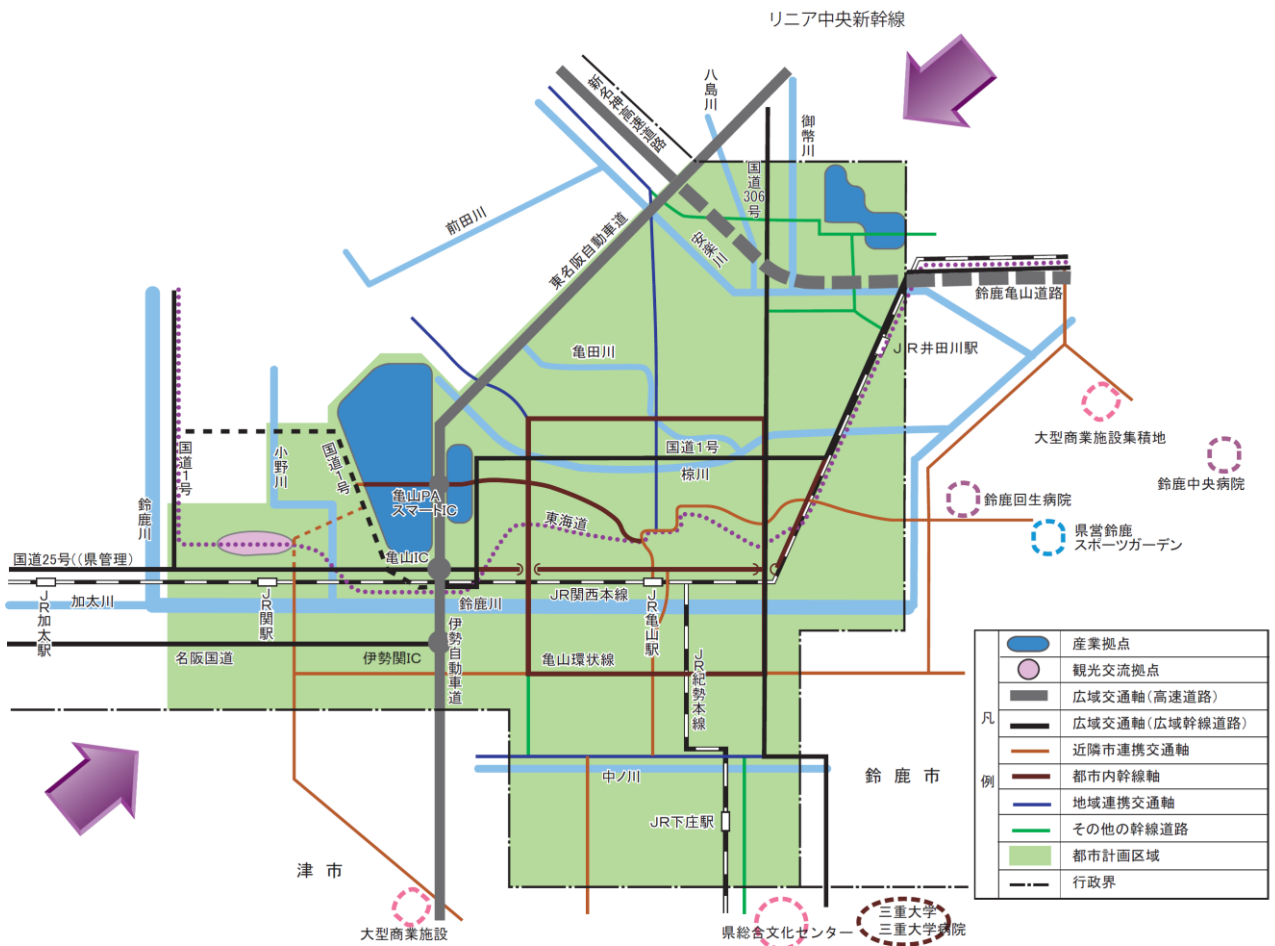 リニア中央新幹線
新名神高速道路
八島川
御幣川
国道306号
前田川
東名阪自動車道
安楽川
鈴鹿亀山道路
JR井田川駅
亀田川
大型商業施設集積地
国道1号
小野川
国道1号
国道1号
椋川
鈴鹿中央病院
鈴鹿回生病院
亀山PA
スマートIC
鈴鹿川
東海道
県営鈴鹿
スポーツガーデン
国道25号((県管理)
亀山IC
JR加太駅
加太川
JR関駅
鈴鹿川
JR関西本線
JR亀山駅
名阪国道
伊勢関IC
伊勢自動車道
亀山環状線
JR紀勢本線
中ノ川
鈴鹿市
JR下庄駅
津市
大型商業施設
県総合文化センター
三重大学
三重大学病院
凡例
産業拠点
観光交流拠点
広域交通軸(高速道路)
広域交通軸(広域幹線道路)
近隣市連携交通軸
都市内幹線軸
地域連携交通軸
その他の幹線道路
都市計画区域
行政界